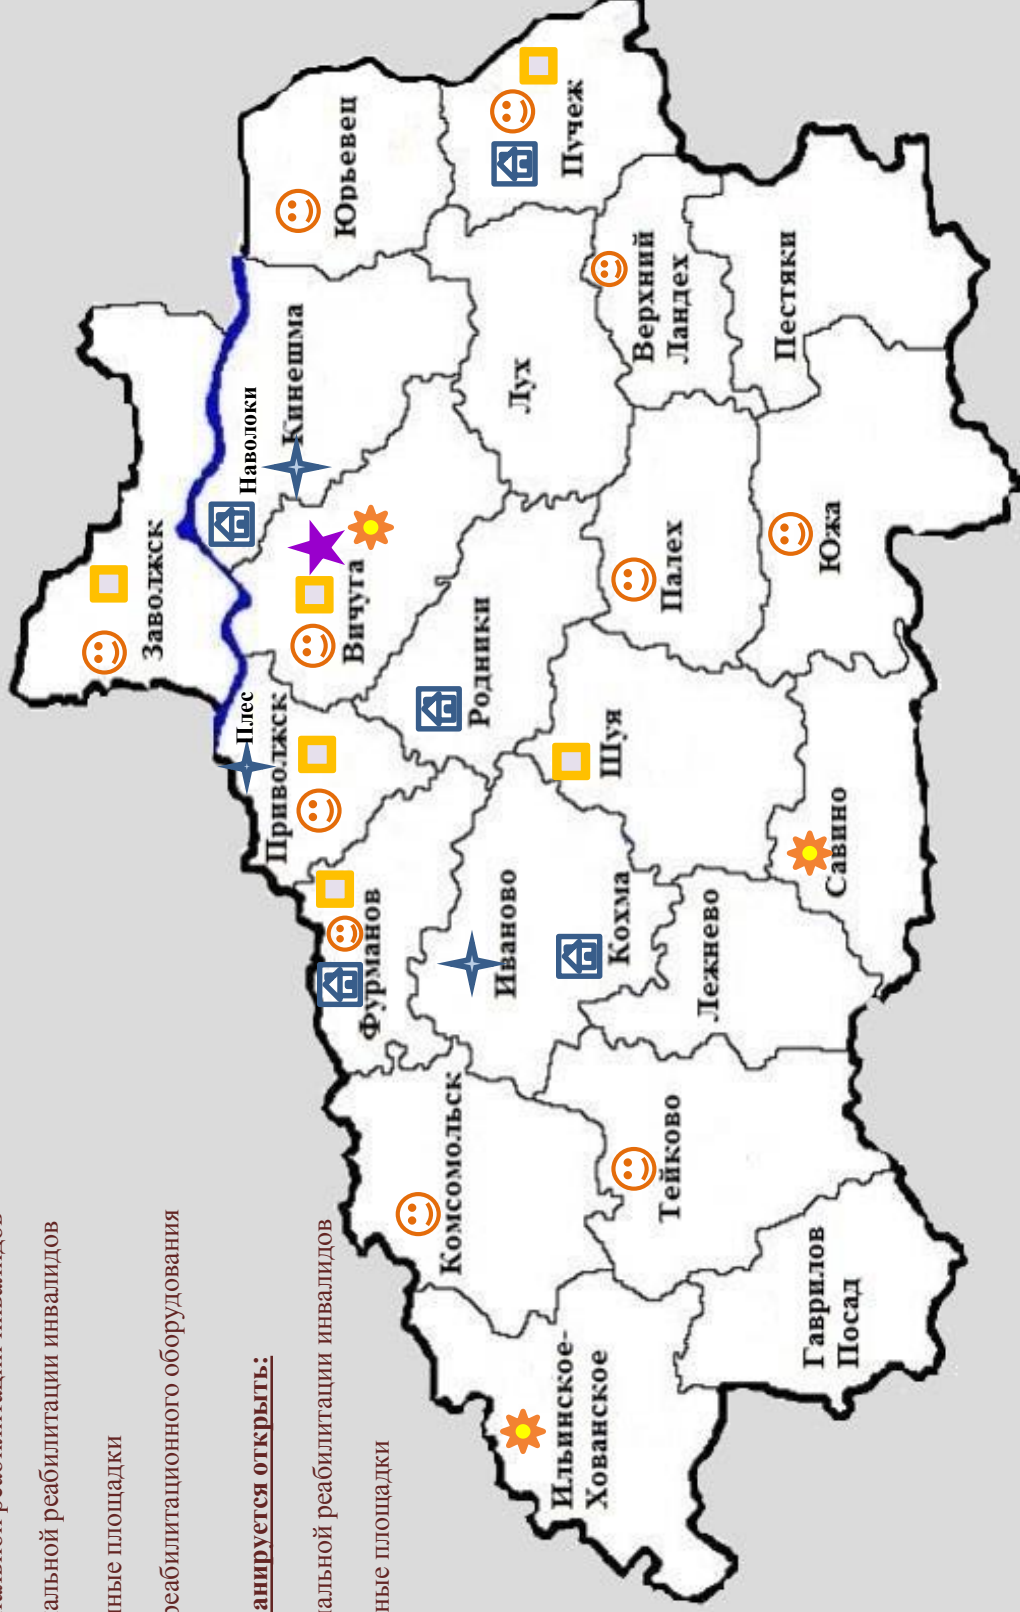 альной реабилитации инвалидов
ные площадки
реабилитационного оборудования
анируется открыть:
альной реабилитации инвалидов
ные площадки
Заволжск
Наволоки
Кинешма
Юрьевец
Пучеж
Плес
Приволжск
Вичуга
Фурманов
Родники
Лух
Верхний
Ландех
Пестяки
Комсомольск
Иваново
Кохма
Шуя
Палех
Южа
Тейково
Лежнево
Савино
Ильинское-
Хованское
Гаврилов
Посад